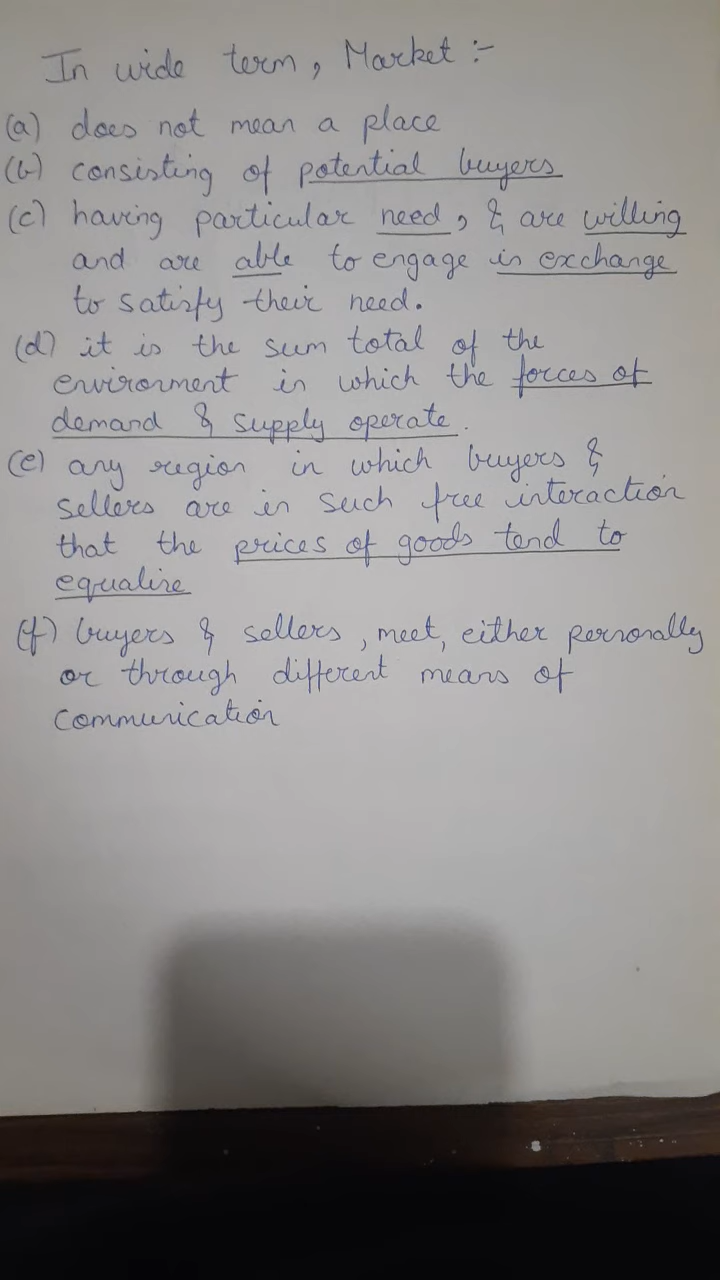 In wide term, Market :-
(a) does not mean a place
(b) consisting of potential buyers
(c) having particular need, & are willing
and are able to engage in exchange
to satisfy their need.
(d) it is the sum total of the
environment in which the forces of
demand & supply operate.
(e) any region in which buyers &
sellers are in such free interaction
that the prices of goods tend to
equalize
(f) buyers & sellers, meet, either personally
or through different means of
communication